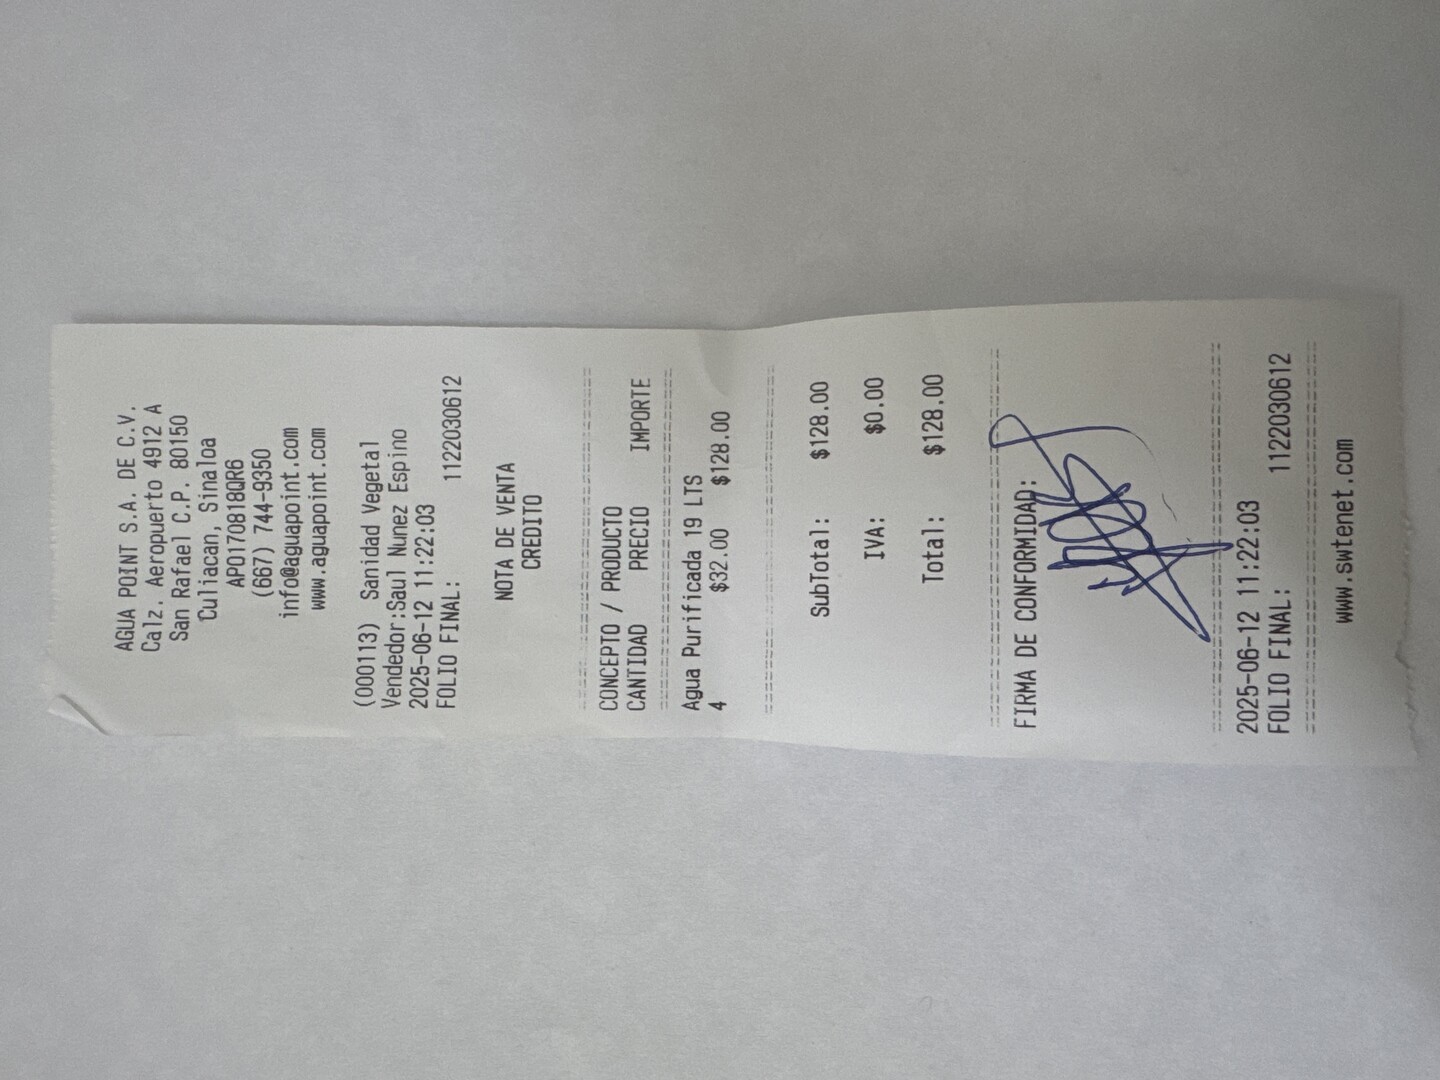 AGUA POINT S.A. DE C.V.
Calz. Aeropuerto 4912 A
San Rafael C.P. 80150
Culiacan, Sinaloa
APO170818QR6
(667) 744-9350
info@aguapoint.com
www.aguapoint.com
(000113) Sanidad Vegetal
Vendedor:Saul Nunez Espino
2025-06-12 11:22:03
FOLIO FINAL: 1122030612
NOTA DE VENTA
CREDITO
CONCEPTO / PRODUCTO
CANTIDAD PRECIO IMPORTE
Agua Purificada 19 LTS
4 $32.00 $128.00
SubTotal: $128.00
IVA: $0.00
Total: $128.00
FIRMA DE CONFORMIDAD:
2025-06-12 11:22:03
FOLIO FINAL: 1122030612
www.swtenet.com